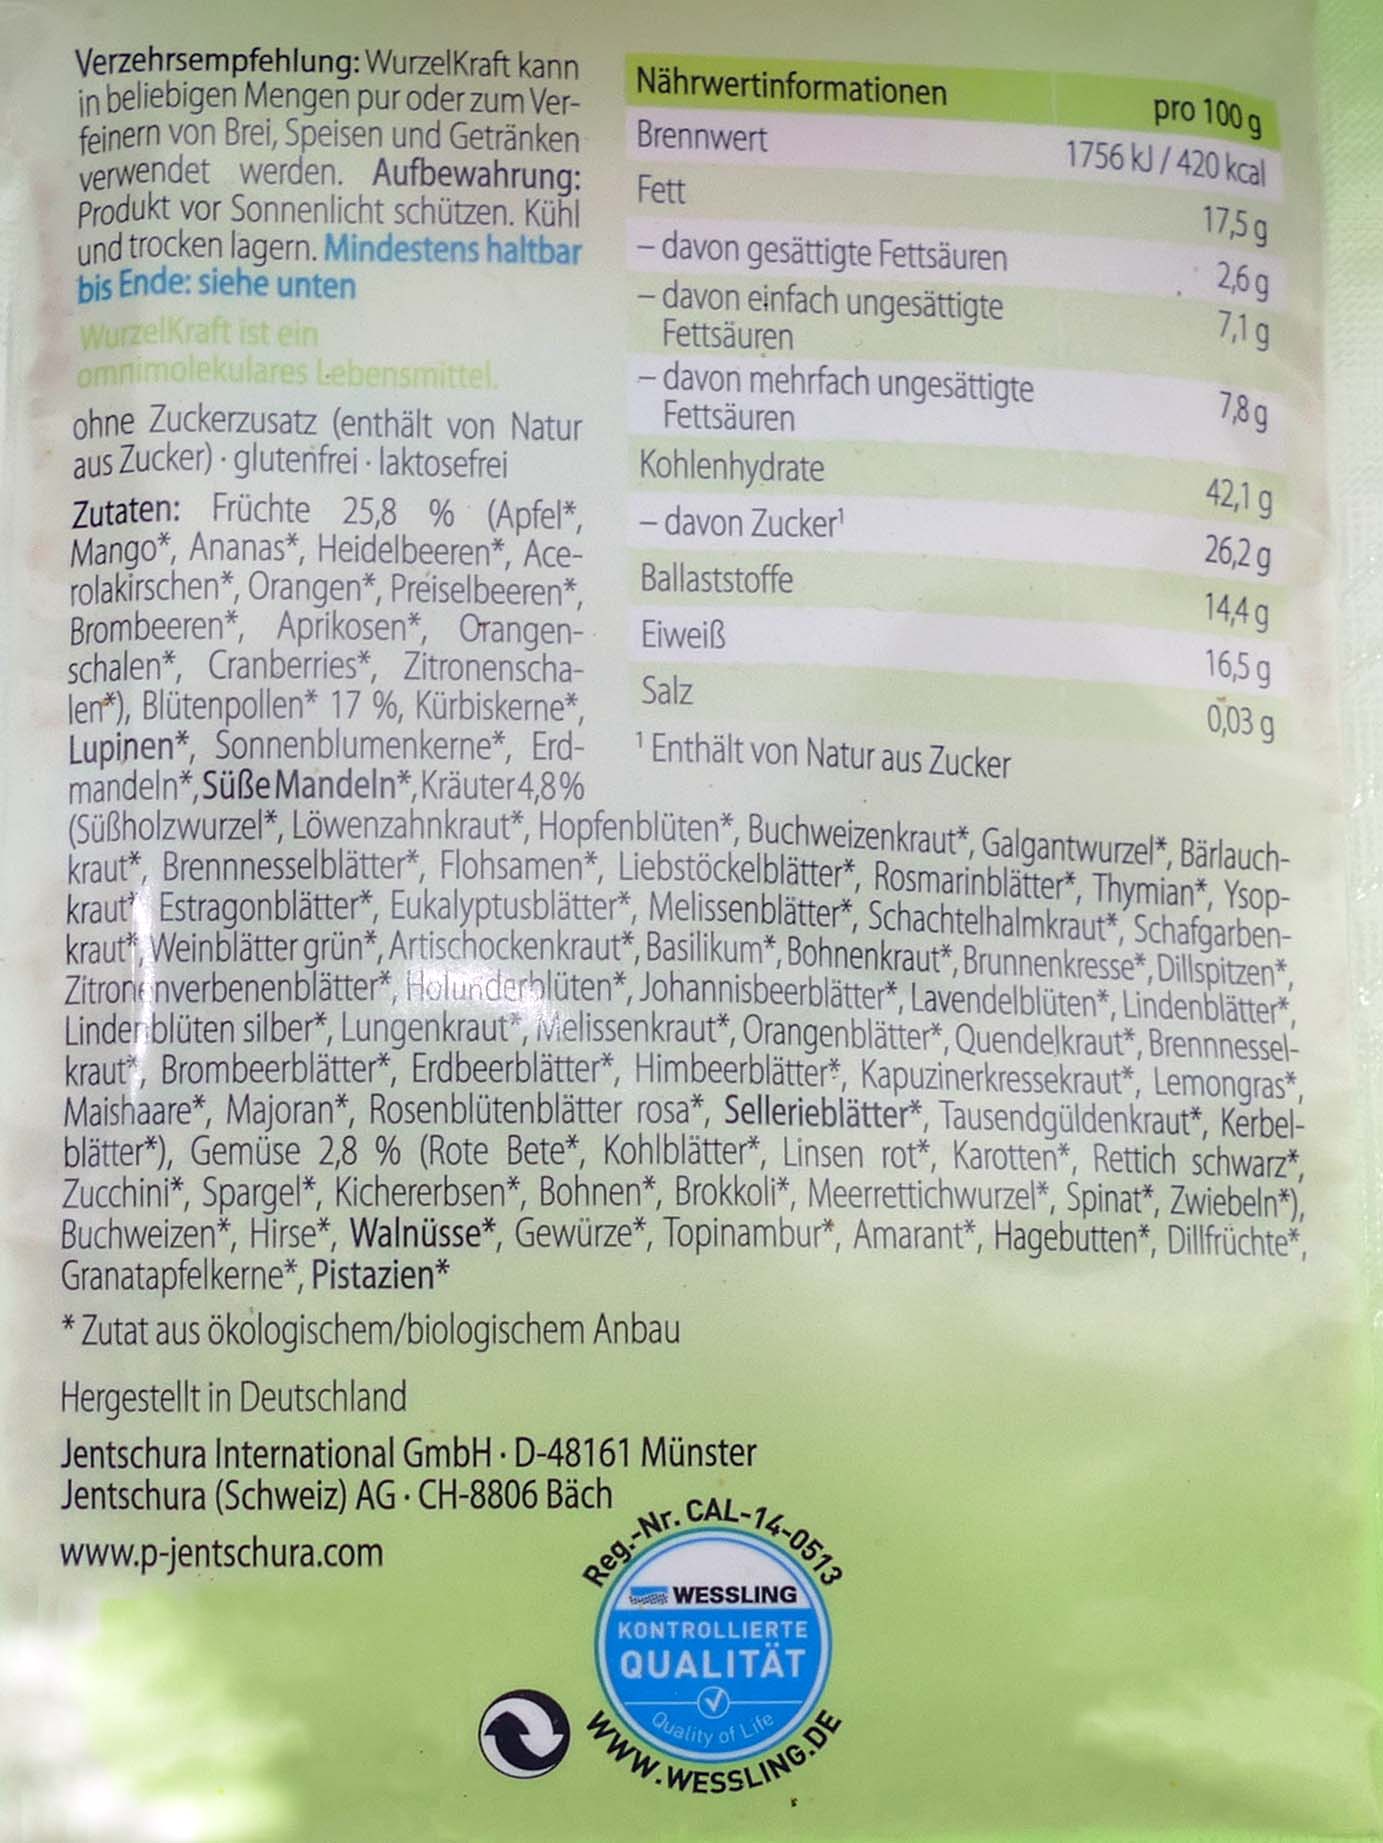 Verzehrsempfehlung: WurzelKraft kann
in beliebigen Mengen pur oder zum Ver-
feinern von Brei, Speisen und Getränken
verwendet werden. Aufbewahrung:
Produkt vor Sonnenlicht schützen. Kühl
und trocken lagern. Mindestens haltbar
bis Ende: siehe unten
WurzelKraft ist ein
omnimolekulares Lebensmittel.
ohne Zuckerzusatz (enthält von Natur
aus Zucker) · glutenfrei · laktosefrei
Nährwertinformationen pro 100 g
Brennwert 1756 kJ / 420 kcal
Fett 17,5 g
– davon gesättigte Fettsäuren 2,6 g
– davon einfach ungesättigte 7,1 g
Fettsäuren
– davon mehrfach ungesättigte 7,8 g
Fettsäuren
Kohlenhydrate 42,1 g
– davon Zucker¹ 26,2 g
Ballaststoffe 14,4 g
Eiweiß 16,5 g
Salz 0,03 g
¹ Enthält von Natur aus Zucker
Zutaten: Früchte 25,8 % (Apfel*,
Mango*, Ananas*, Heidelbeeren*, Ace-
rolakirschen*, Orangen*, Preiselbeeren*,
Brombeeren*, Aprikosen*, Orangen-
schalen*, Cranberries*, Zitronenscha-
len*), Blütenpollen* 17 %, Kürbiskerne*,
Lupinen*, Sonnenblumenkerne*, Erd-
mandeln*, Süße Mandeln*, Kräuter 4,8%
(Süßholzwurzel*, Löwenzahnkraut*, Hopfenblüten*, Buchweizenkraut*, Galgantwurzel*, Bärlauch-
kraut*, Brennnesselblätter*, Flohsamen*, Liebstöckelblätter*, Rosmarinblätter*, Thymian*, Ysop-
kraut*, Estragonblätter*, Eukalyptusblätter*, Melissenblätter*, Schachtelhalmkraut*, Schafgarben-
kraut*, Weinblätter grün*, Artischockenkraut*, Basilikum*, Bohnenkraut*, Brunnenkresse*, Dillspitzen*,
Zitronenverbenenblätter*, Holunderblüten*, Johannisbeerblätter*, Lavendelblüten*, Lindenblätter*,
Lindenblüten silber*, Lungenkraut*, Melissenkraut*, Orangenblätter*, Quendelkraut*, Brennnessel-
kraut*, Brombeerblätter*, Erdbeerblätter*, Himbeerblätter*, Kapuzinerkressekraut*, Lemongras*,
Maishaare*, Majoran*, Rosenblütenblätter rosa*, Sellerieblätter*, Tausendgüldenkraut*, Kerbel-
blätter*), Gemüse 2,8 % (Rote Bete*, Kohlblätter*, Linsen rot*, Karotten*, Rettich schwarz*,
Zucchini*, Spargel*, Kichererbsen*, Bohnen*, Brokkoli*, Meerrettichwurzel*, Spinat*, Zwiebeln*),
Buchweizen*, Hirse*, Walnüsse*, Gewürze*, Topinambur*, Amarant*, Hagebutten*, Dillfrüchte*,
Granatapfelkerne*, Pistazien*
* Zutat aus ökologischem/biologischem Anbau
Hergestellt in Deutschland
Jentschura International GmbH · D-48161 Münster
Jentschura (Schweiz) AG · CH-8806 Bäch
www.p-jentschura.com
Reg.-Nr. CAL-14-0513
WESSLING
KONTROLLIERTE
QUALITÄT
Quality of Life
WWW.WESSLING.DE